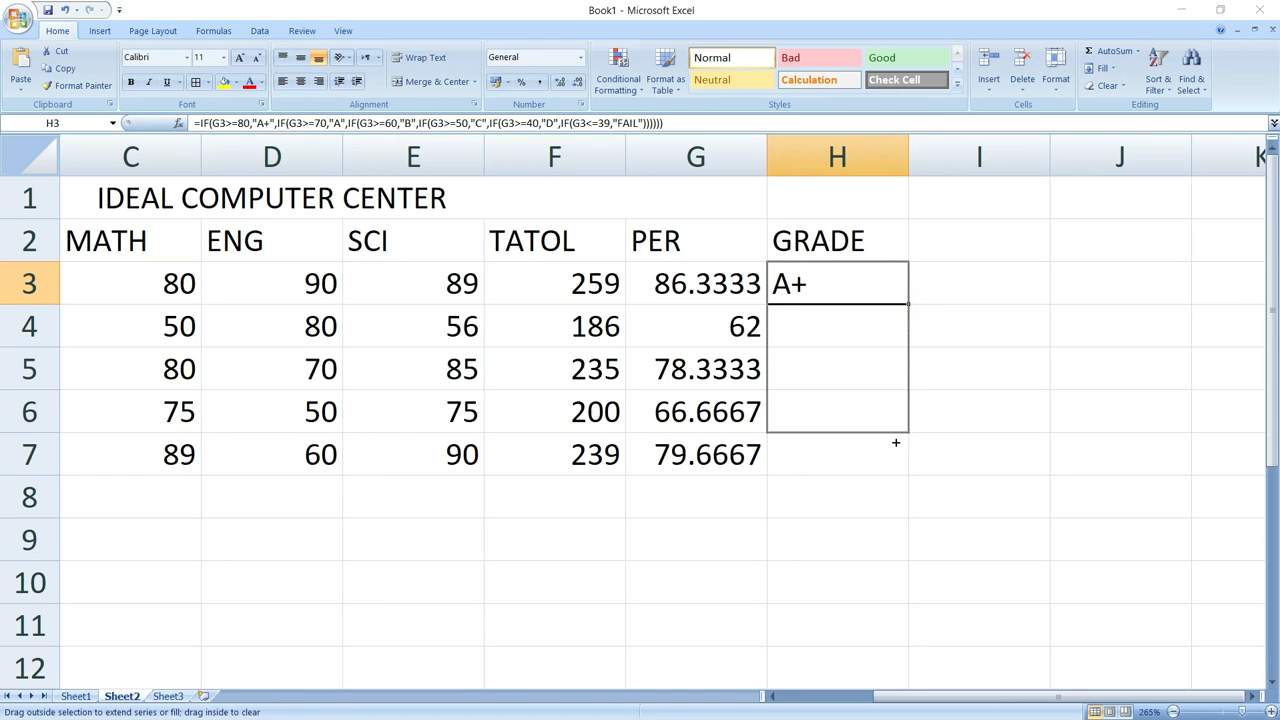 Book1 - Microsoft Excel
Home Insert Page Layout Formulas Data Review View
Paste Cut Copy Format Painter Clipboard
Calibri 11 A A B I U A Font
Wrap Text Merge & Center Alignment
General % , Number
Conditional Formatting Format as Table Normal Bad Good Neutral Calculation Check Cell Styles
Insert Delete Format Cells
AutoSum Fill Clear Sort & Filter Find & Select Editing
H3 fx =IF(G3>=80,"A+",IF(G3>=70,"A",IF(G3>=60,"B",IF(G3>=50,"C",IF(G3>=40,"D",IF(G3<=39,"FAIL"))))))
C D E F G H I J K
1 IDEAL COMPUTER CENTER
2 MATH ENG SCI TATOL PER GRADE
3 80 90 89 259 86.3333 A+
4 50 80 56 186 62
5 80 70 85 235 78.3333
6 75 50 75 200 66.6667
7 89 60 90 239 79.6667
8
9
10
11
12
Sheet1 Sheet2 Sheet3
Drag outside selection to extend series or fill; drag inside to clear 265%